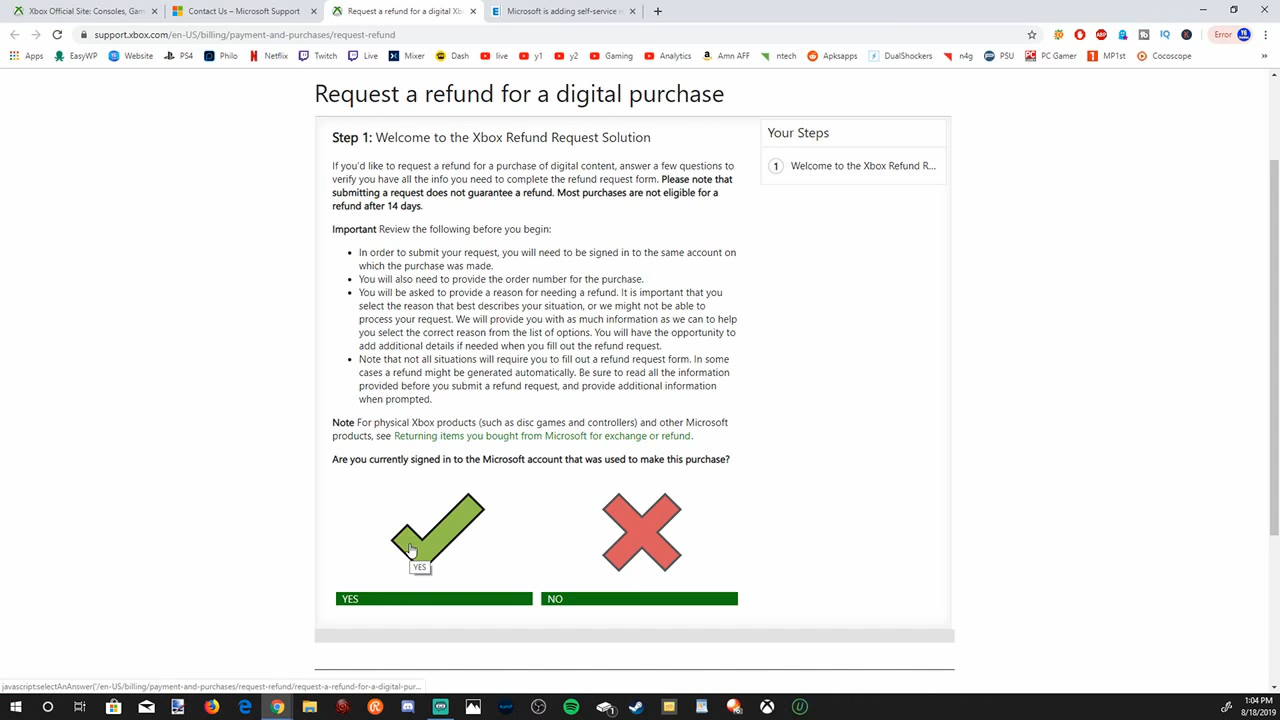 Xbox Official Site: Consoles, Gam
Contact Us – Microsoft Support
Request a refund for a digital Xb
Microsoft is adding self-service r
support.xbox.com/en-US/billing/payment-and-purchases/request-refund
Error
Apps
EasyWP
Website
PS4
Philo
Netflix
Twitch
Live
Mixer
Dash
live
y1
y2
Gaming
Analytics
Amn AFF
ntech
Apksapps
DualShockers
n4g
PSU
PC Gamer
MP1st
Cocoscope
Request a refund for a digital purchase
Step 1: Welcome to the Xbox Refund Request Solution
If you'd like to request a refund for a purchase of digital content, answer a few questions to
verify you have all the info you need to complete the refund request form. Please note that
submitting a request does not guarantee a refund. Most purchases are not eligible for a
refund after 14 days.
Important Review the following before you begin:
In order to submit your request, you will need to be signed in to the same account on
which the purchase was made.
You will also need to provide the order number for the purchase.
You will be asked to provide a reason for needing a refund. It is important that you
select the reason that best describes your situation, or we might not be able to
process your request. We will provide you with as much information as we can to help
you select the correct reason from the list of options. You will have the opportunity to
add additional details if needed when you fill out the refund request.
Note that not all situations will require you to fill out a refund request form. In some
cases a refund might be generated automatically. Be sure to read all the information
provided before you submit a refund request, and provide additional information
when prompted.
Note For physical Xbox products (such as disc games and controllers) and other Microsoft
products, see Returning items you bought from Microsoft for exchange or refund.
Are you currently signed in to the Microsoft account that was used to make this purchase?
YES
YES
NO
Your Steps
1 Welcome to the Xbox Refund R...
javascript:selectAnAnswer('/en-US/billing/payment-and-purchases/request-refund/request-a-refund-for-a-digital-pur...
1:04 PM
8/18/2019